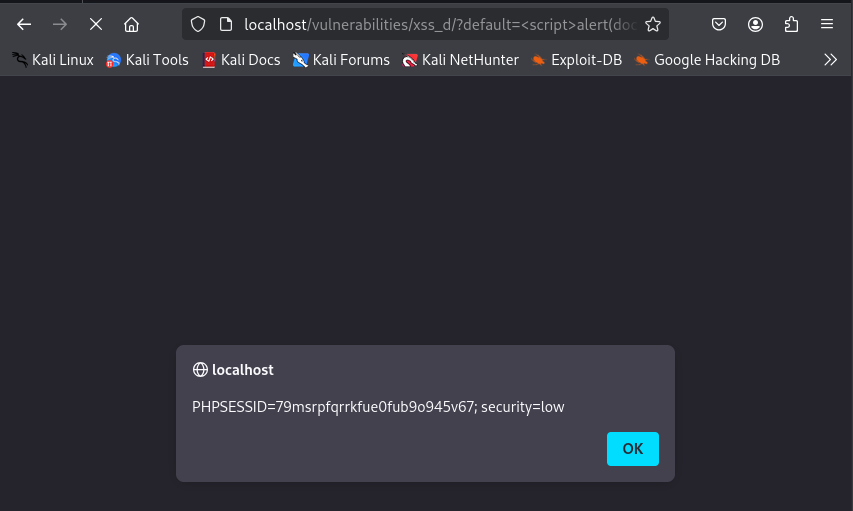 localhost/vulnerabilities/xss_d/?default=<script>alert(doc
Kali Linux Kali Tools Kali Docs Kali Forums Kali NetHunter Exploit-DB Google Hacking DB
localhost
PHPSESSID=79msrpfqrrkfue0fub9o945v67; security=low
OK